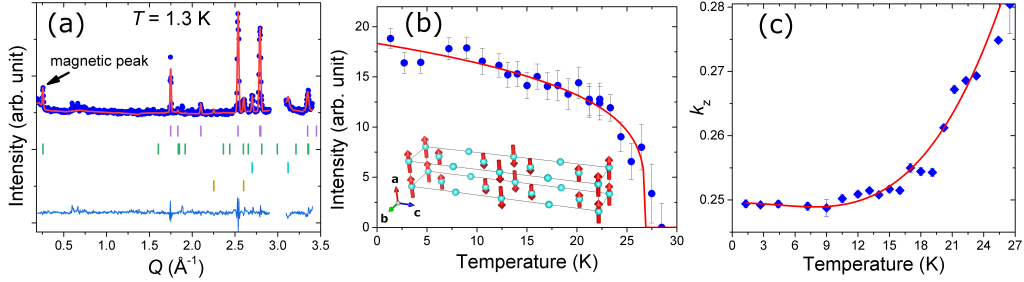 (a)
T = 1.3 K
magnetic peak
Intensity (arb. unit)
0.5 1.0 1.5 2.0 2.5 3.0 3.5
Q (Å-1)
(b)
20
15
10
5
0
Intensity (arb. unit)
a
b
c
0 5 10 15 20 25 30
Temperature (K)
(c)
0.28
0.27
0.26
0.25
kz
0 3 6 9 12 15 18 21 24 27
Temperature (K)